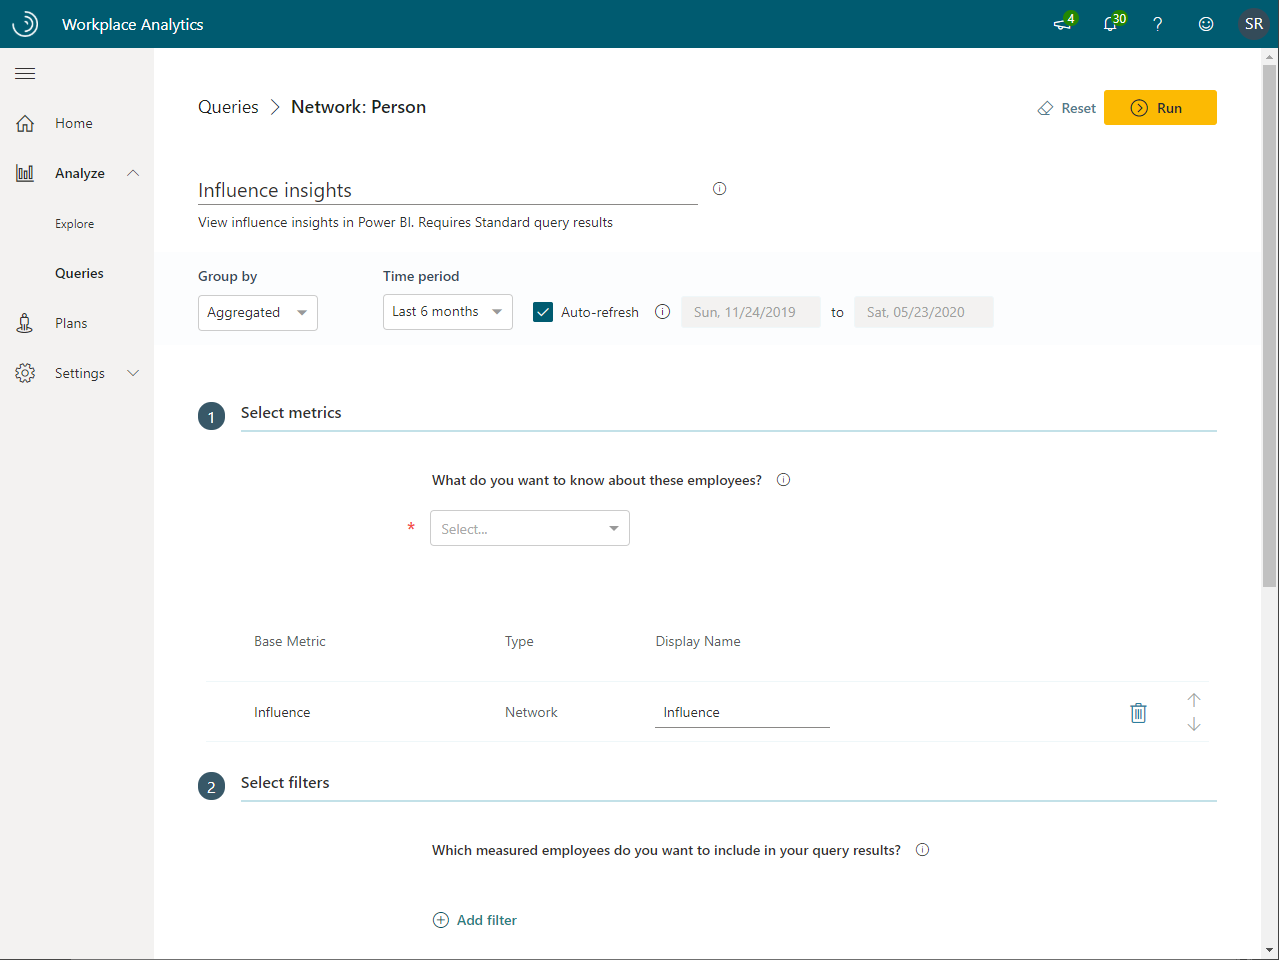 Workplace Analytics
4
30
?
SR
Home
Analyze
Explore
Queries
Plans
Settings
Queries > Network: Person
Reset
Run
Influence insights
View influence insights in Power BI. Requires Standard query results
Group by
Time period
Aggregated
Last 6 months
Auto-refresh
Sun, 11/24/2019
to
Sat, 05/23/2020
1 Select metrics
What do you want to know about these employees?
* Select...
Base Metric Type Display Name
Influence Network Influence
2 Select filters
Which measured employees do you want to include in your query results?
Add filter